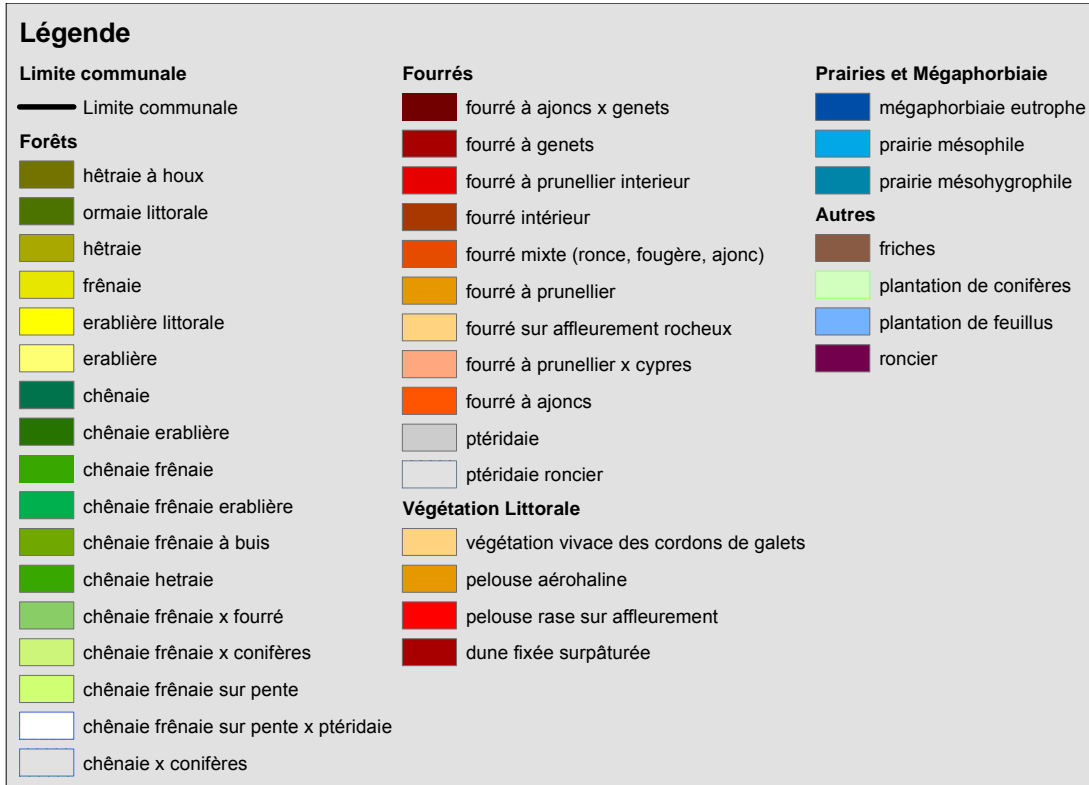 Légende
Limite communale
Limite communale
Forêts
hêtraie à houx
ormaie littorale
hêtraie
frênaie
erablière littorale
erablière
chênaie
chênaie erablière
chênaie frênaie
chênaie frênaie erablière
chênaie frênaie à buis
chênaie hetraie
chênaie frênaie x fourré
chênaie frênaie x conifères
chênaie frênaie sur pente
chênaie frênaie sur pente x ptéridaie
chênaie x conifères
Fourrés
fourré à ajoncs x genets
fourré à genets
fourré à prunellier interieur
fourré intérieur
fourré mixte (ronce, fougère, ajonc)
fourré à prunellier
fourré sur affleurement rocheux
fourré à prunellier x cypres
fourré à ajoncs
ptéridaie
ptéridaie roncier
Végétation Littorale
végétation vivace des cordons de galets
pelouse aérohaline
pelouse rase sur affleurement
dune fixée surpâturée
Prairies et Mégaphorbiaie
mégaphorbiaie eutrophe
prairie mésophile
prairie mésohygrophile
Autres
friches
plantation de conifères
plantation de feuillus
roncier